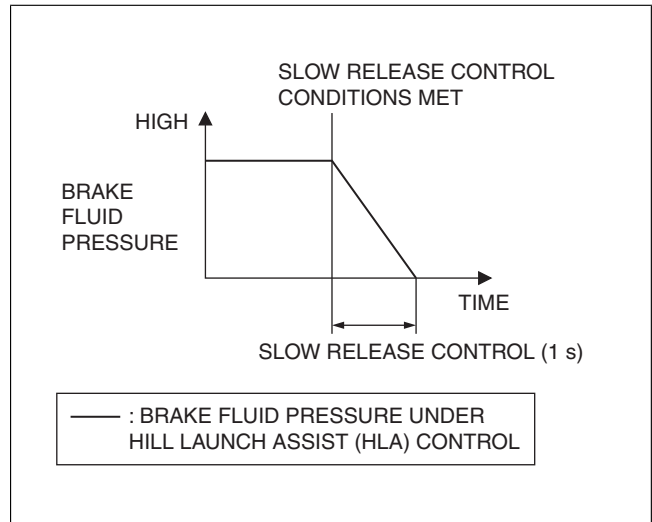 SLOW RELEASE CONTROL
CONDITIONS MET
HIGH
BRAKE
FLUID
PRESSURE
TIME
SLOW RELEASE CONTROL (1 s)
: BRAKE FLUID PRESSURE UNDER
HILL LAUNCH ASSIST (HLA) CONTROL